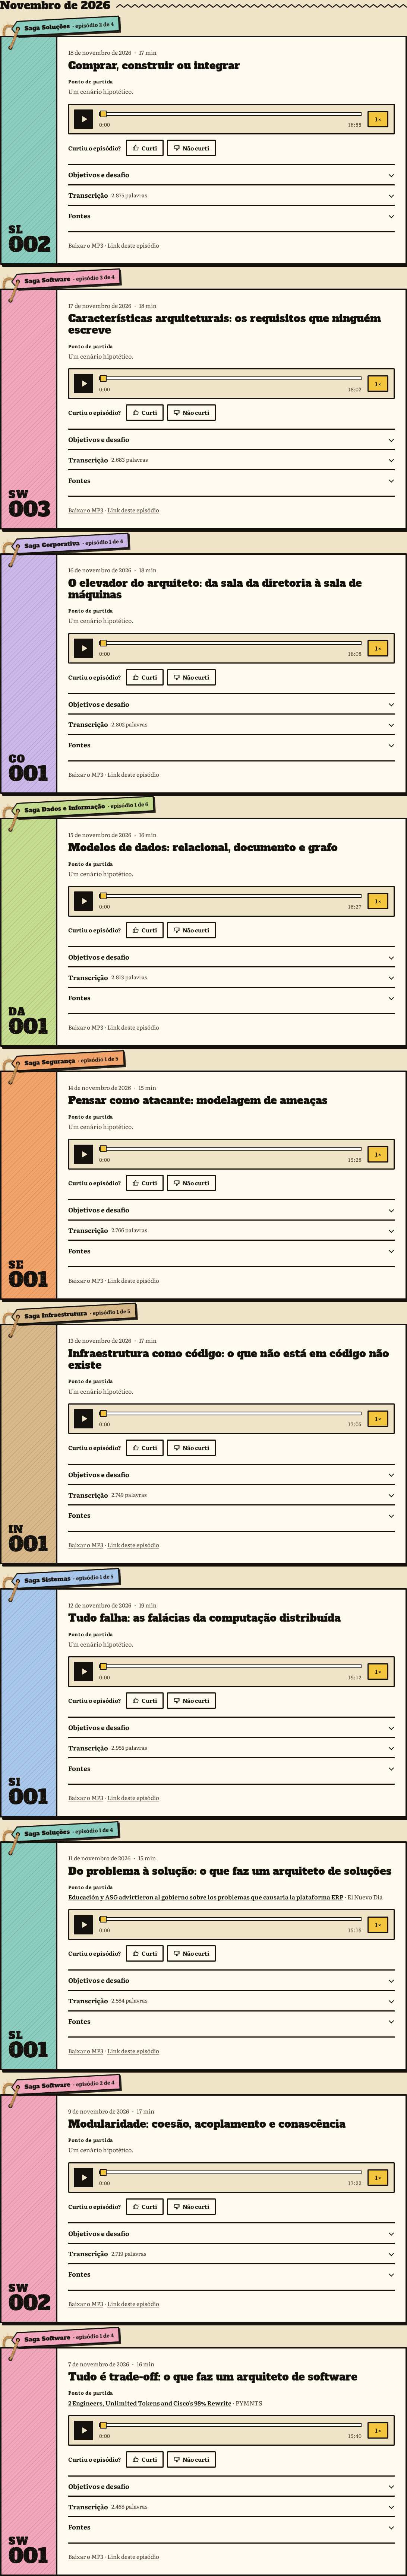 Novembro de 2026
Saga Soluções · episódio 2 de 4
18 de novembro de 2026 · 17 min
Comprar, construir ou integrar
Ponto de partida
Um cenário hipotético.
0:00 16:55 1×
Curtiu o episódio? Curti Não curti
Objetivos e desafio
Transcrição 2.875 palavras
Fontes
Baixar o MP3 · Link deste episódio
SL
002
Saga Software · episódio 3 de 4
17 de novembro de 2026 · 18 min
Características arquiteturais: os requisitos que ninguém
escreve
Ponto de partida
Um cenário hipotético.
0:00 18:02 1×
Curtiu o episódio? Curti Não curti
Objetivos e desafio
Transcrição 2.683 palavras
Fontes
Baixar o MP3 · Link deste episódio
SW
003
Saga Corporativa · episódio 1 de 4
16 de novembro de 2026 · 18 min
O elevador do arquiteto: da sala da diretoria à sala de
máquinas
Ponto de partida
Um cenário hipotético.
0:00 18:08 1×
Curtiu o episódio? Curti Não curti
Objetivos e desafio
Transcrição 2.802 palavras
Fontes
Baixar o MP3 · Link deste episódio
CO
001
Saga Dados e Informação · episódio 1 de 6
15 de novembro de 2026 · 16 min
Modelos de dados: relacional, documento e grafo
Ponto de partida
Um cenário hipotético.
0:00 16:27 1×
Curtiu o episódio? Curti Não curti
Objetivos e desafio
Transcrição 2.813 palavras
Fontes
Baixar o MP3 · Link deste episódio
DA
001
Saga Segurança · episódio 1 de 5
14 de novembro de 2026 · 15 min
Pensar como atacante: modelagem de ameaças
Ponto de partida
Um cenário hipotético.
0:00 15:28 1×
Curtiu o episódio? Curti Não curti
Objetivos e desafio
Transcrição 2.766 palavras
Fontes
Baixar o MP3 · Link deste episódio
SE
001
Saga Infraestrutura · episódio 1 de 5
13 de novembro de 2026 · 17 min
Infraestrutura como código: o que não está em código não
existe
Ponto de partida
Um cenário hipotético.
0:00 17:05 1×
Curtiu o episódio? Curti Não curti
Objetivos e desafio
Transcrição 2.749 palavras
Fontes
Baixar o MP3 · Link deste episódio
IN
001
Saga Sistemas · episódio 1 de 5
12 de novembro de 2026 · 19 min
Tudo falha: as falácias da computação distribuída
Ponto de partida
Um cenário hipotético.
0:00 19:12 1×
Curtiu o episódio? Curti Não curti
Objetivos e desafio
Transcrição 2.955 palavras
Fontes
Baixar o MP3 · Link deste episódio
SI
001
Saga Soluções · episódio 1 de 4
11 de novembro de 2026 · 15 min
Do problema à solução: o que faz um arquiteto de soluções
Ponto de partida
Educación y ASG advirtieron al gobierno sobre los problemas que causaría la plataforma ERP · El Nuevo Día
0:00 15:16 1×
Curtiu o episódio? Curti Não curti
Objetivos e desafio
Transcrição 2.584 palavras
Fontes
Baixar o MP3 · Link deste episódio
SL
001
Saga Software · episódio 2 de 4
9 de novembro de 2026 · 17 min
Modularidade: coesão, acoplamento e conascência
Ponto de partida
Um cenário hipotético.
0:00 17:22 1×
Curtiu o episódio? Curti Não curti
Objetivos e desafio
Transcrição 2.719 palavras
Fontes
Baixar o MP3 · Link deste episódio
SW
002
Saga Software · episódio 1 de 4
7 de novembro de 2026 · 16 min
Tudo é trade-off: o que faz um arquiteto de software
Ponto de partida
2 Engineers, Unlimited Tokens and Cisco's 98% Rewrite · PYMNTS
0:00 15:40 1×
Curtiu o episódio? Curti Não curti
Objetivos e desafio
Transcrição 2.468 palavras
Fontes
Baixar o MP3 · Link deste episódio
SW
001